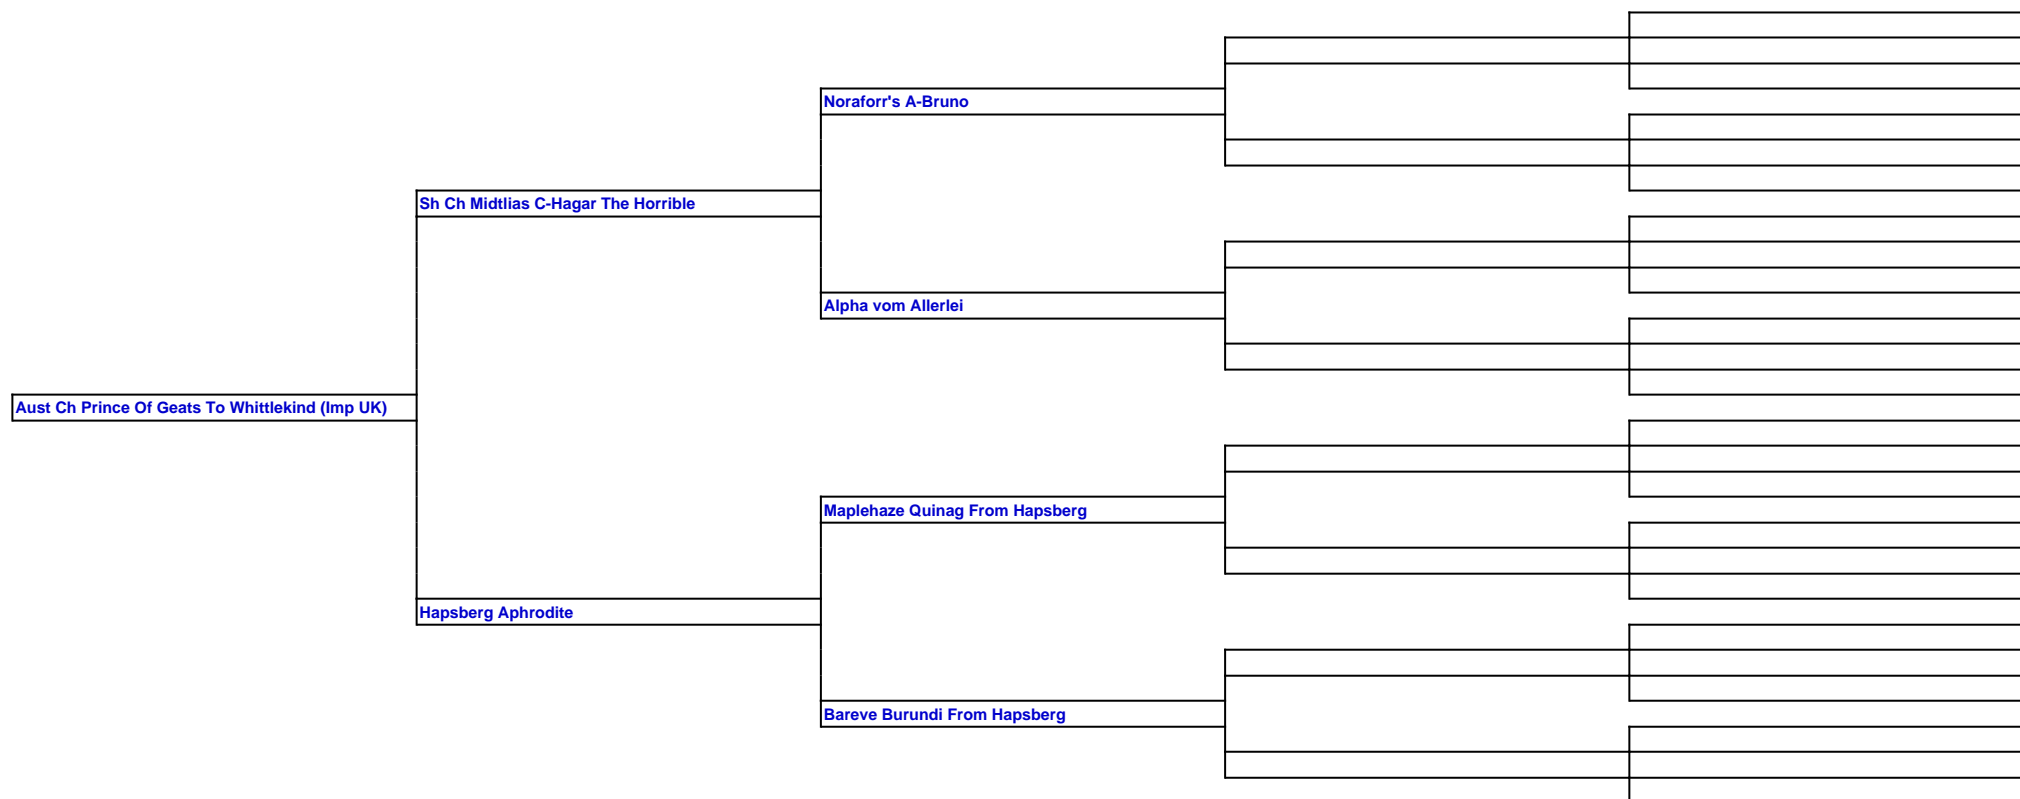 Noraforr's A-Bruno
Sh Ch Midtlias C-Hagar The Horrible
Alpha vom Allerlei
Aust Ch Prince Of Geats To Whittlekind (Imp UK)
Maplehaze Quinag From Hapsberg
Hapsberg Aphrodite
Bareve Burundi From Hapsberg